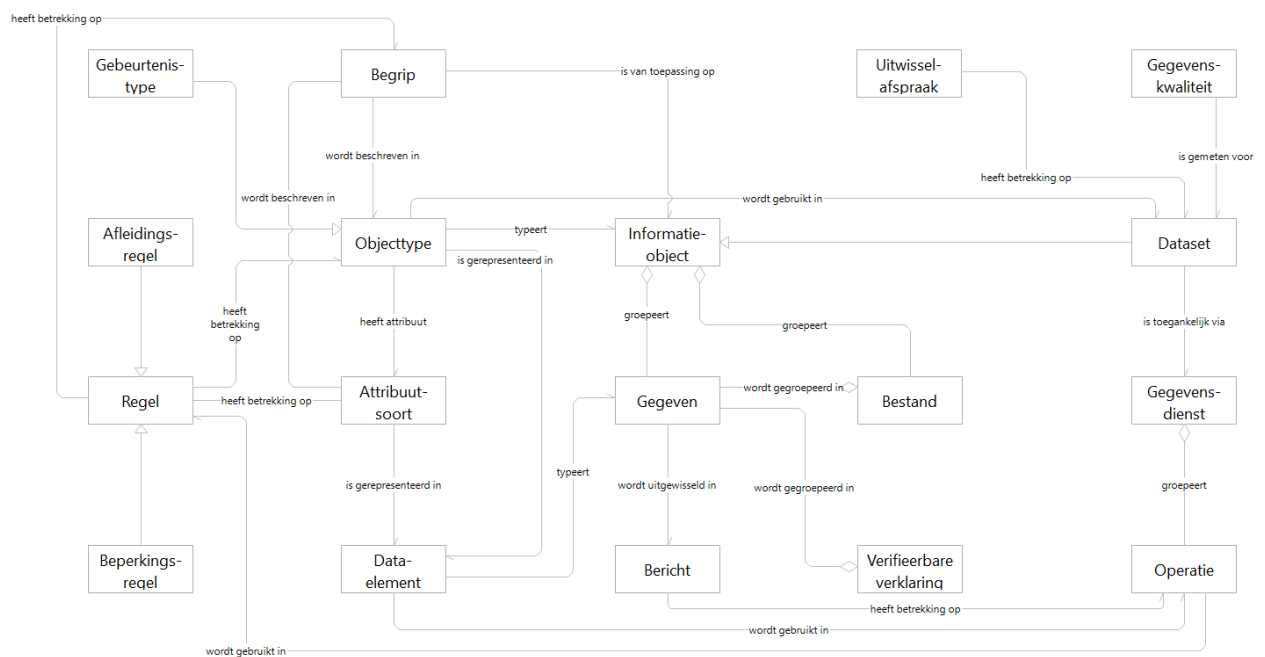 heeft betrekking op
Gebeurtenis-
type
Begrip
is van toepassing op
Uitwissel-
afspraak
Gegevens-
kwaliteit
wordt beschreven in
is gemeten voor
heeft betrekking op
wordt beschreven in
wordt gebruikt in
Afleidings-
regel
Objecttype
typeert
Informatie-
object
Dataset
is gerepresenteerd in
heeft
betrekking
op
heeft attribuut
groepeert
groepeert
is toegankelijk via
Regel
heeft betrekking op
Attribuut-
soort
Gegeven
wordt gegroepeerd in
Bestand
Gegevens-
dienst
typeert
is gerepresenteerd in
wordt uitgewisseld in
wordt gegroepeerd in
groepeert
Beperkings-
regel
Data-
element
Bericht
Verifieerbare
verklaring
Operatie
heeft betrekking op
wordt gebruikt in
wordt gebruikt in